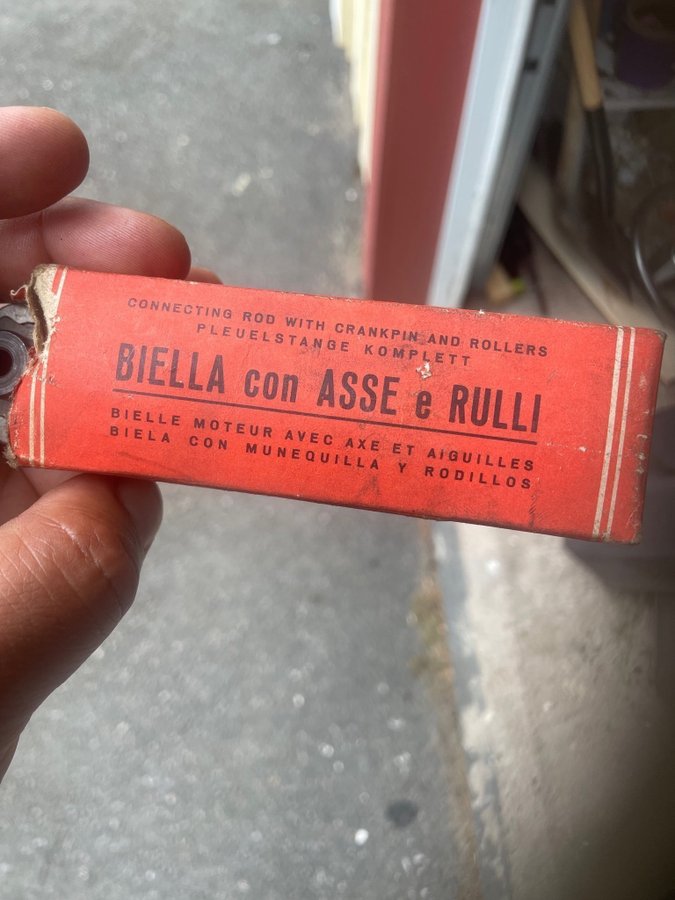 CONNECTING ROD WITH CRANKPIN AND ROLLERS
PLEUELSTANGE KOMPLETT
BIELLA con ASSE e RULLI
BIELLE MOTEUR AVEC AXE ET AIGUILLES
BIELA CON MUNEQUILLA Y RODILLOS